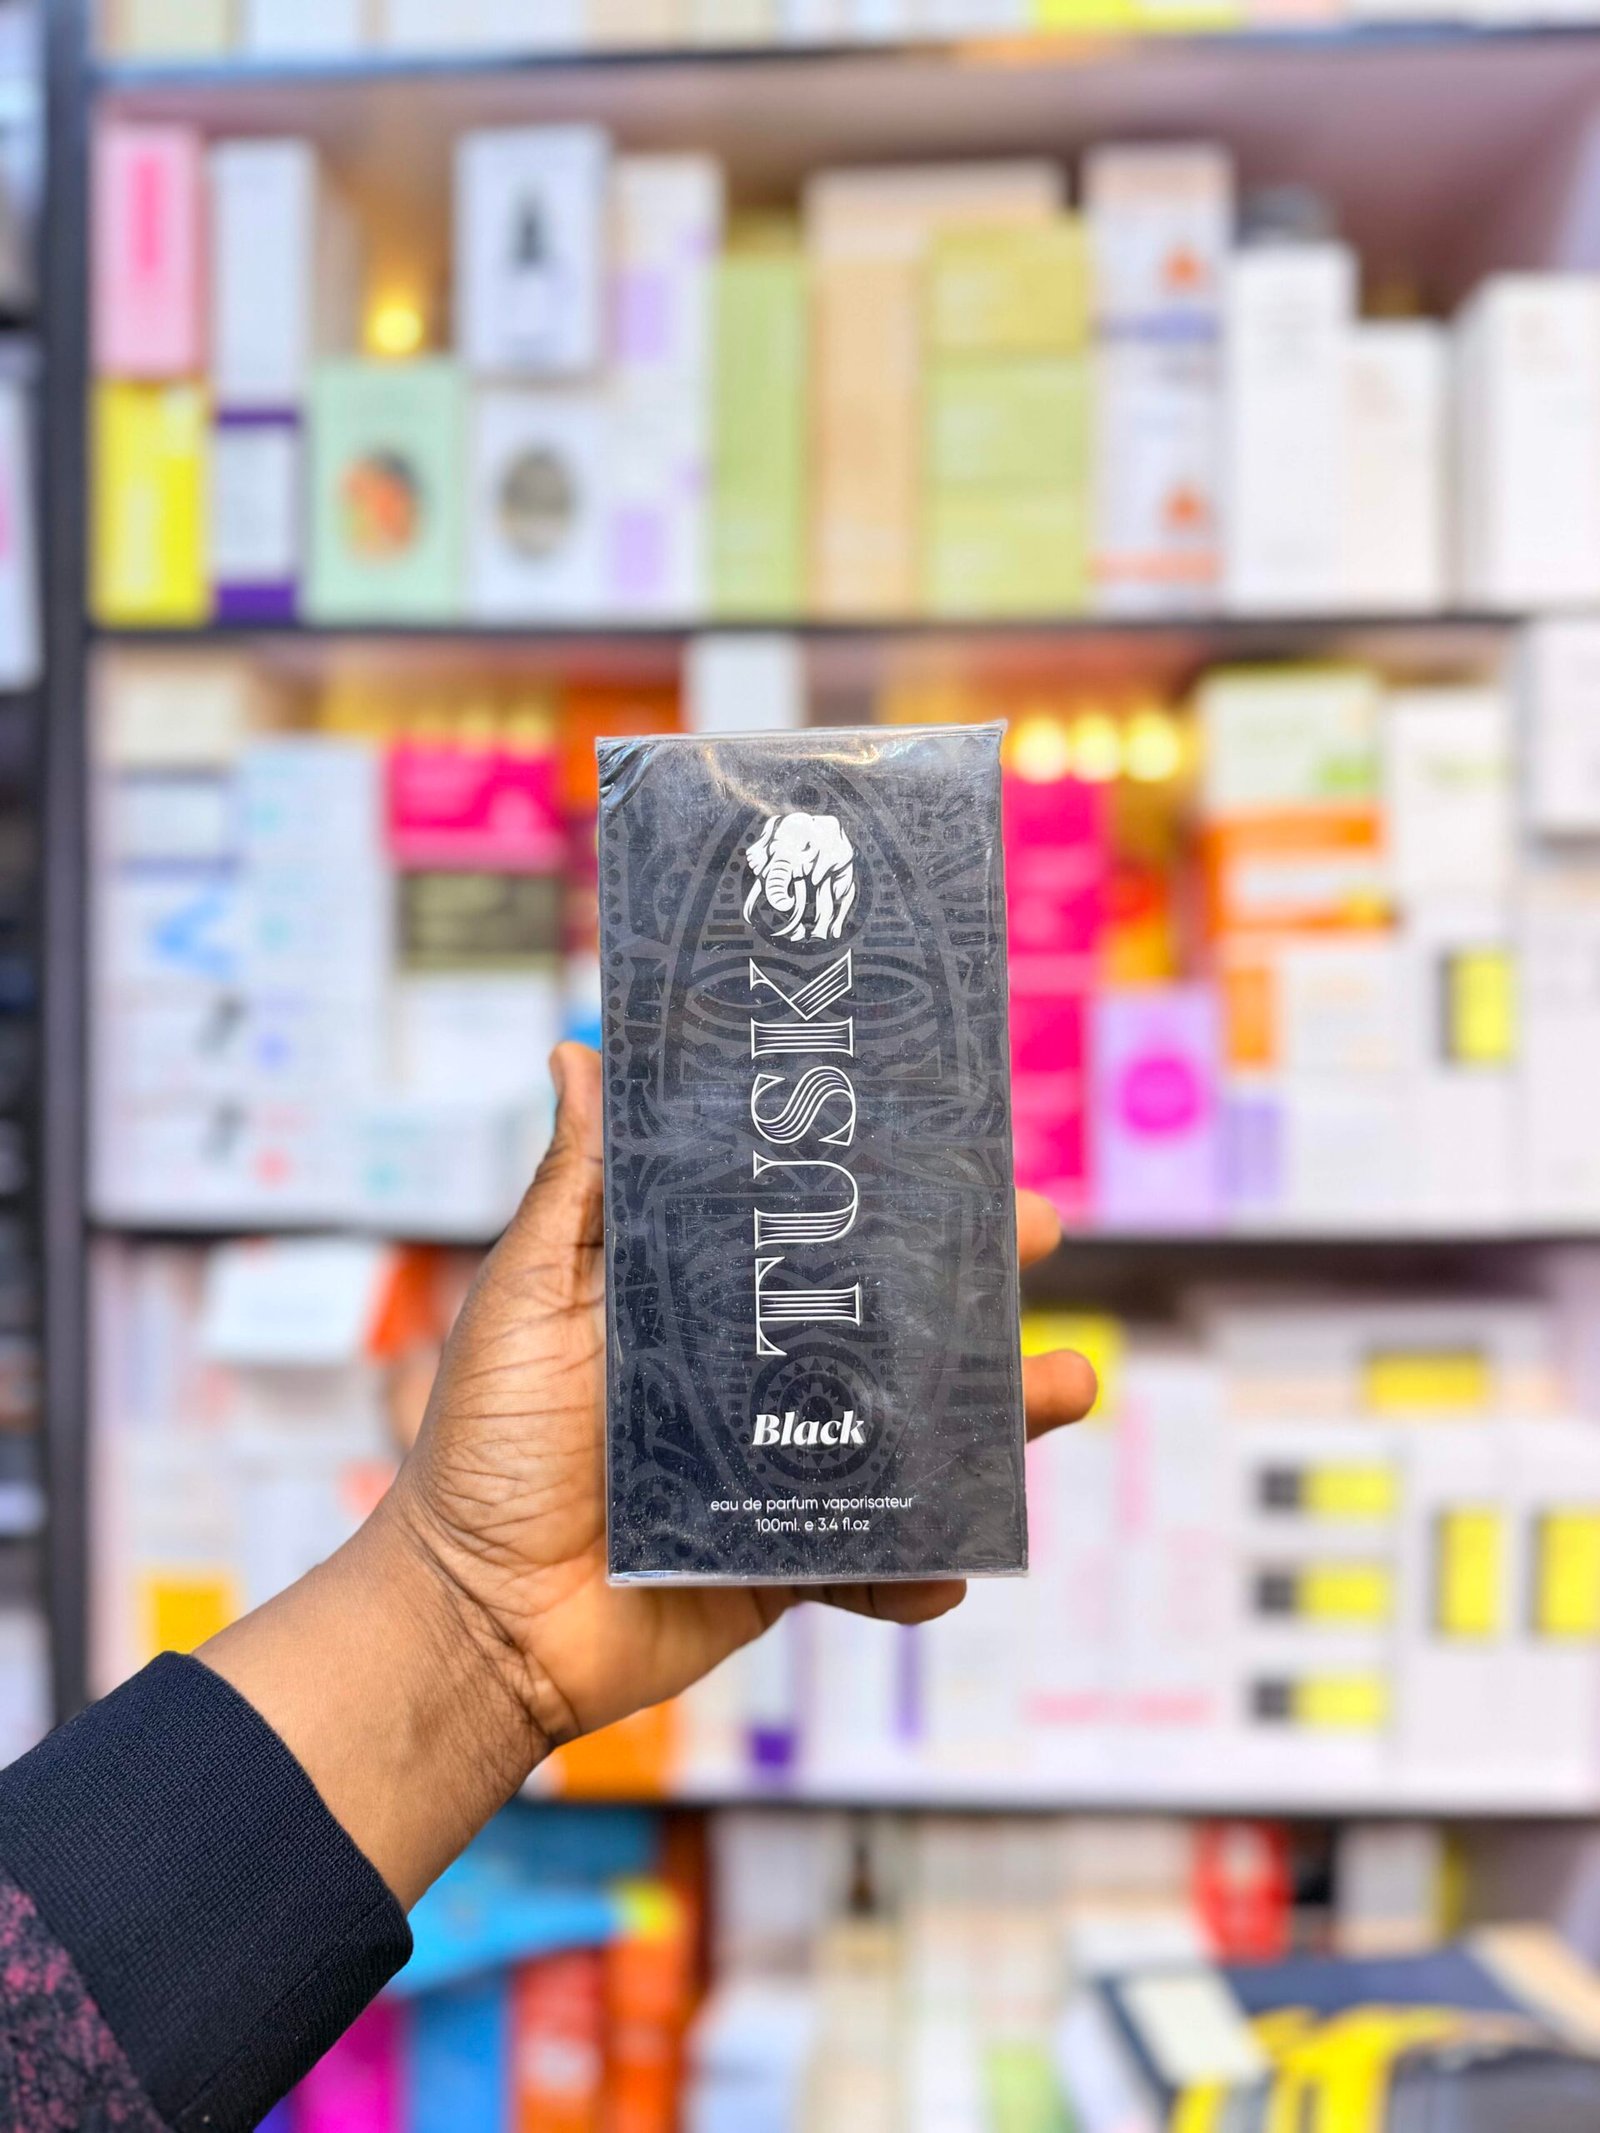 TUSK
Black
eau de parfum vaporisateur
100ml. e 3.4 fl.oz